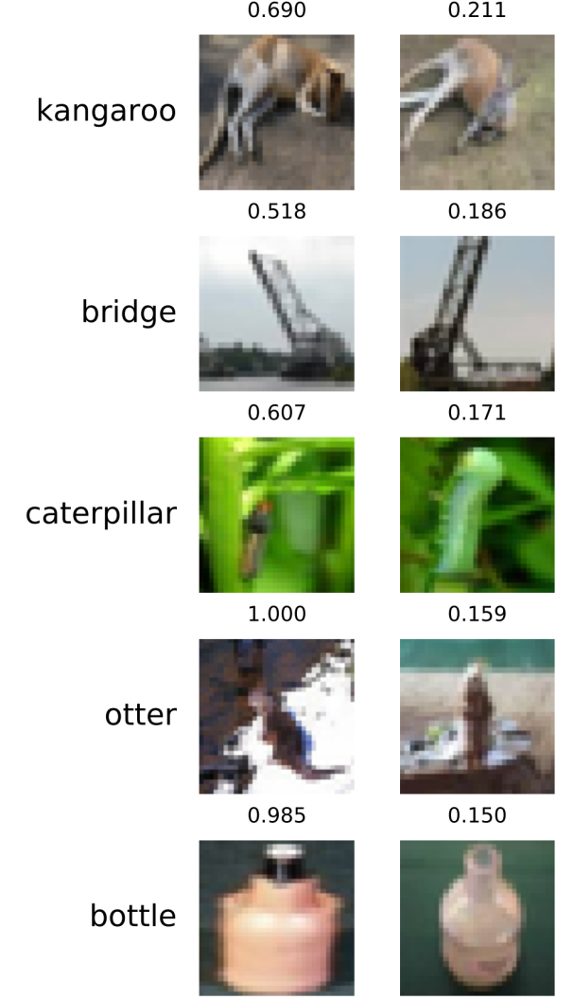 0.690 0.211
kangaroo
0.518 0.186
bridge
0.607 0.171
caterpillar
1.000 0.159
otter
0.985 0.150
bottle